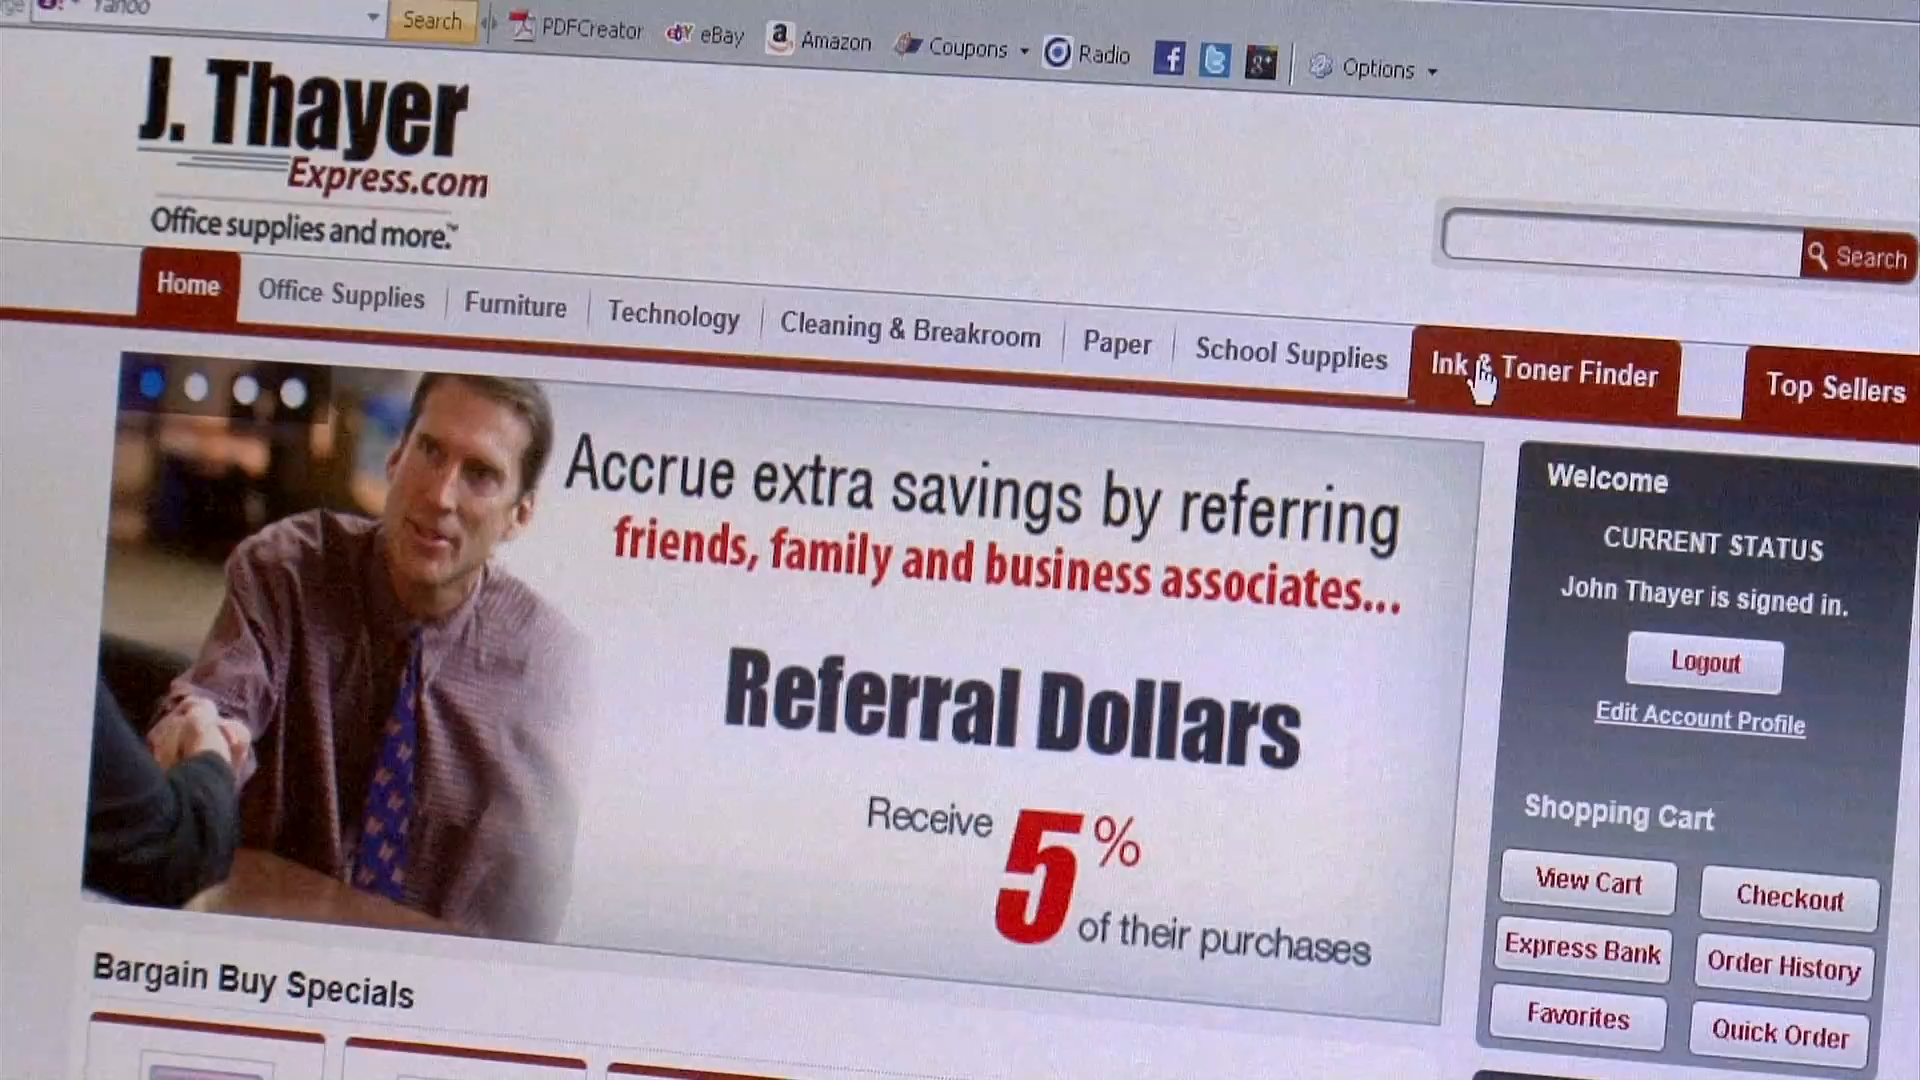 Yahoo
Search
PDFCreator
eBay
Amazon
Coupons
Radio
Options
J. Thayer
Express.com
Office supplies and more.™
Search
Home
Office Supplies
Furniture
Technology
Cleaning & Breakroom
Paper
School Supplies
Ink & Toner Finder
Top Sellers
Accrue extra savings by referring
friends, family and business associates...
Referral Dollars
Receive 5%
of their purchases
Welcome
CURRENT STATUS
John Thayer is signed in.
Logout
Edit Account Profile
Shopping Cart
View Cart
Checkout
Express Bank
Order History
Favorites
Quick Order
Bargain Buy Specials